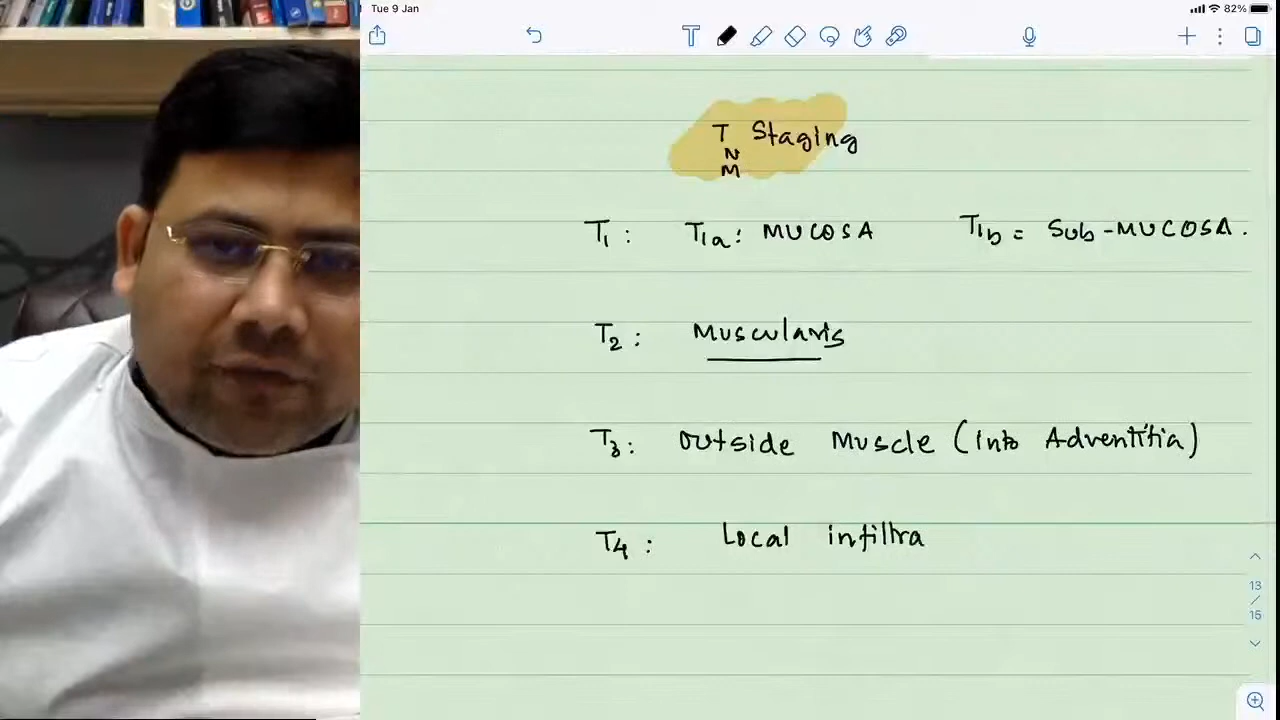 Tue 9 Jan 82%
T
T Staging
N
M
T1: T1a: MUCOSA T1b = Sub-MUCOSA.
T2: Muscularis
T3: Outside Muscle (into Adventitia)
T4: Local infiltra
13
/
15